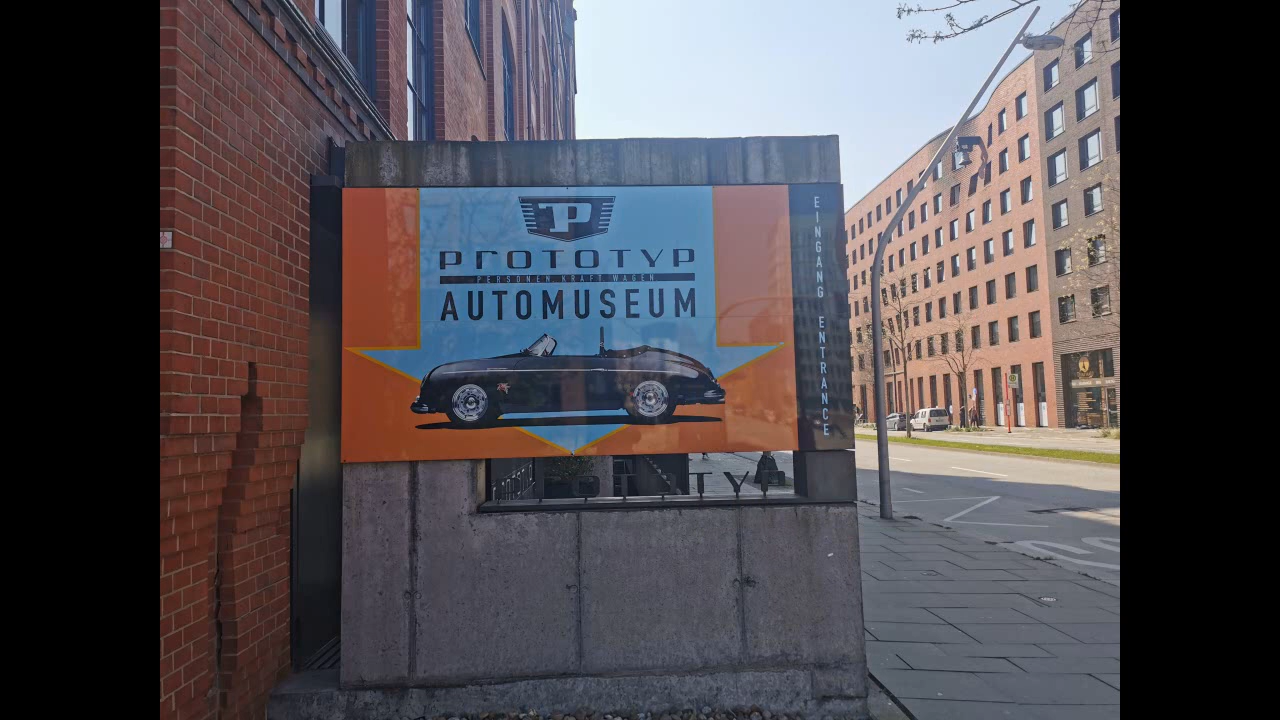 P
PROTOTYP
PERSONEN KRAFT WAGEN
AUTOMUSEUM
EINGANG ENTRANCE